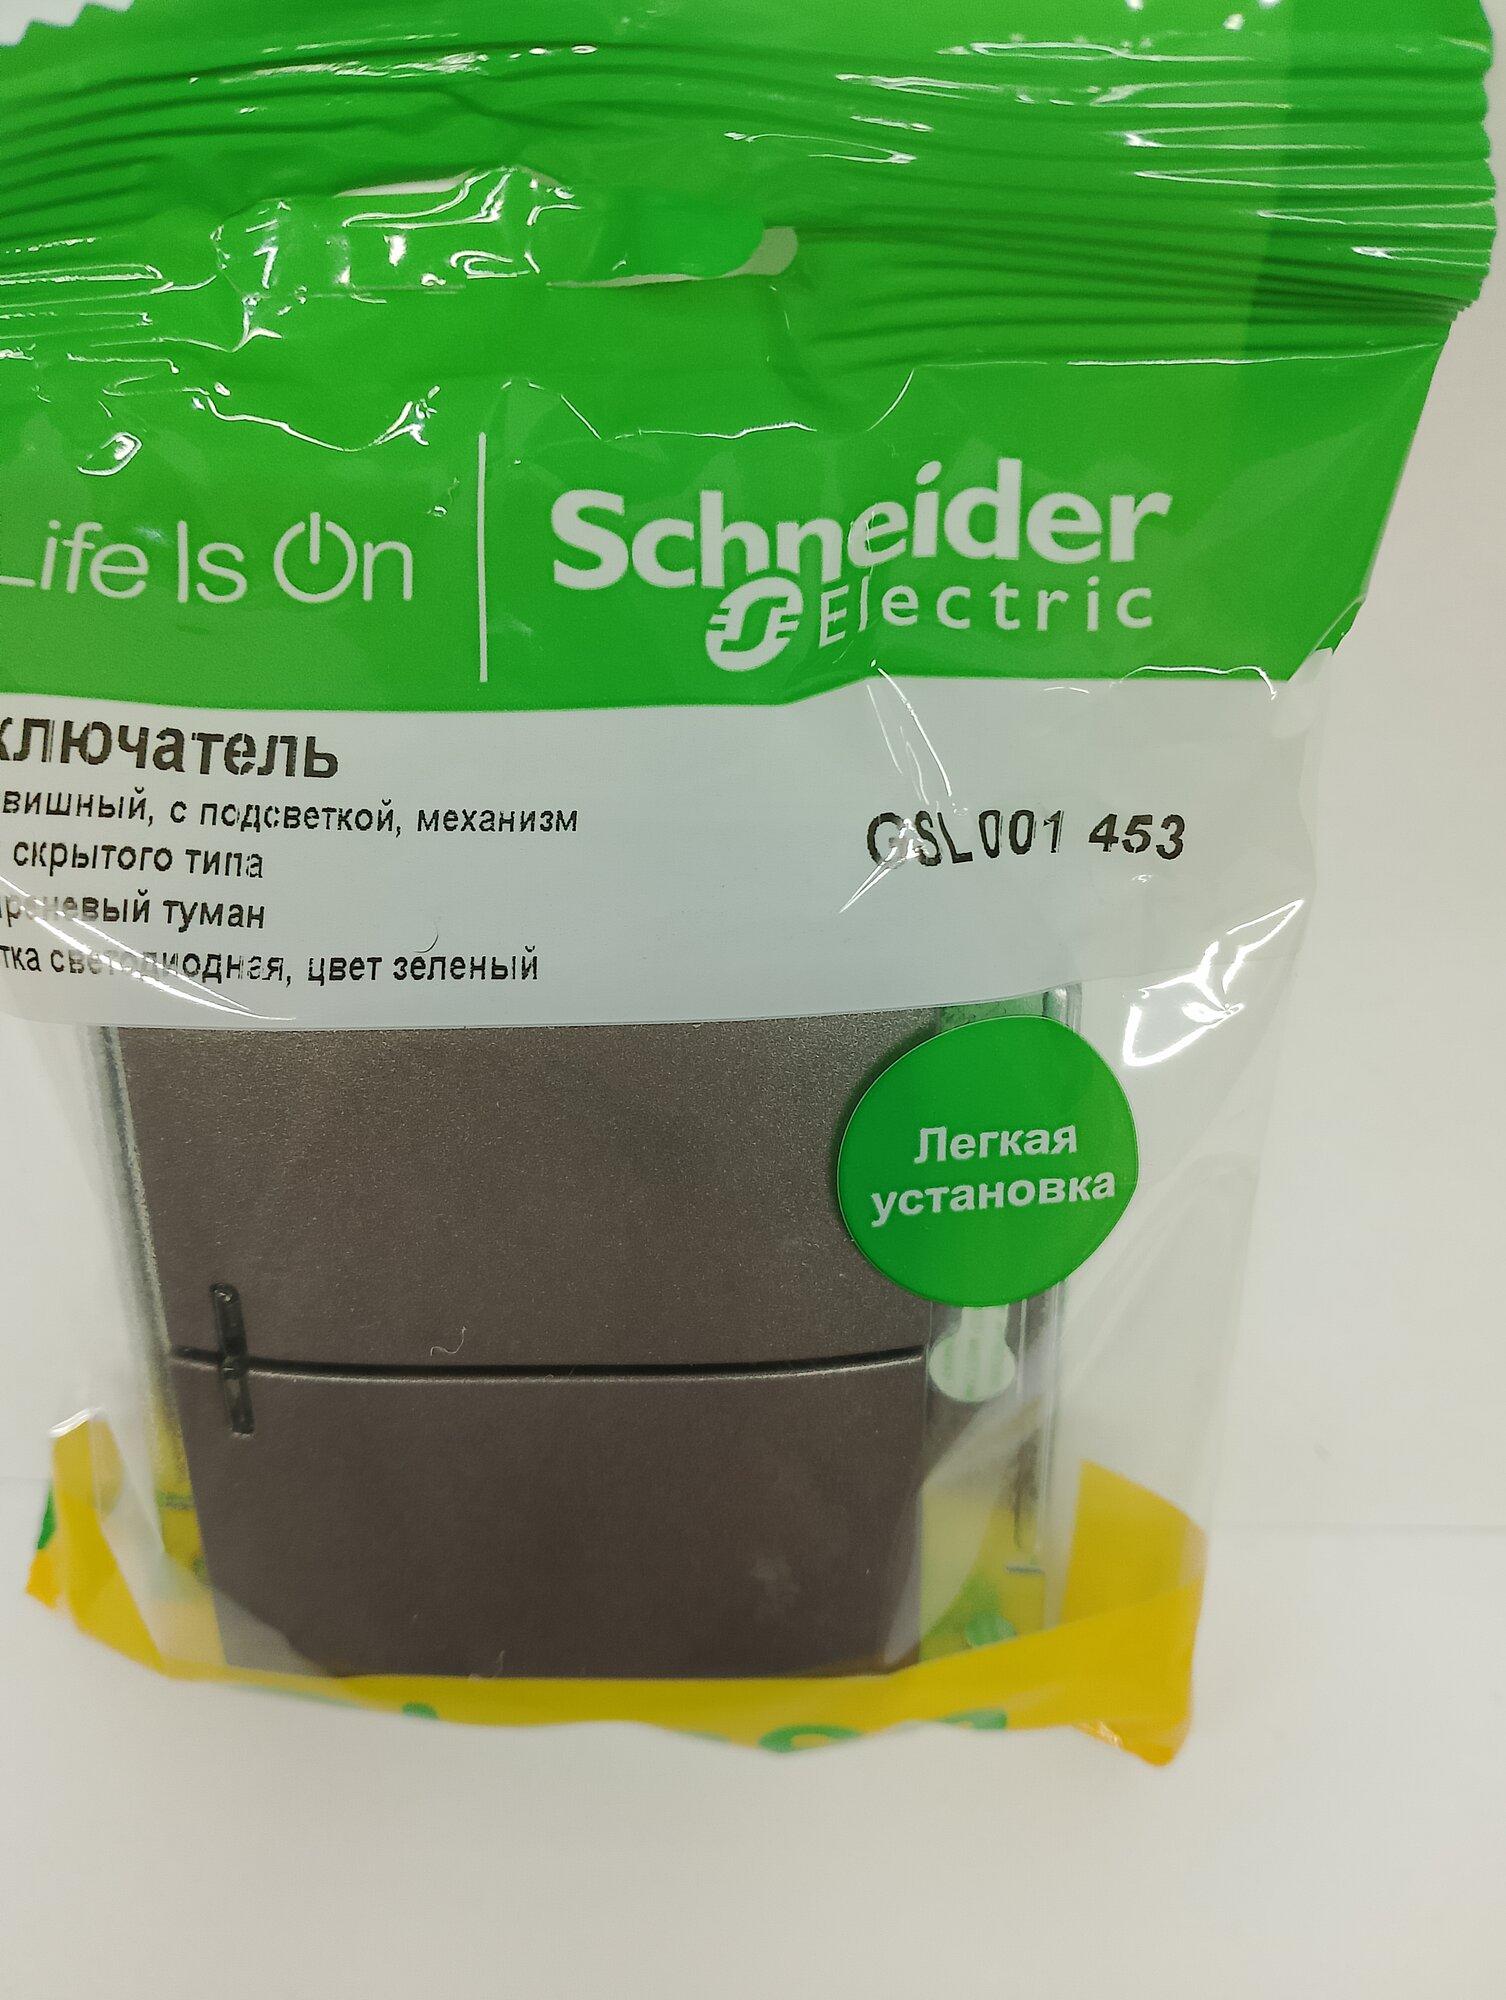 Life Is On
Schneider
Electric
ключатель
вишный, с подсветкой, механизм
скрытого типа
GSL001 453
реневый туман
тка светодиодная, цвет зеленый
Легкая
установка